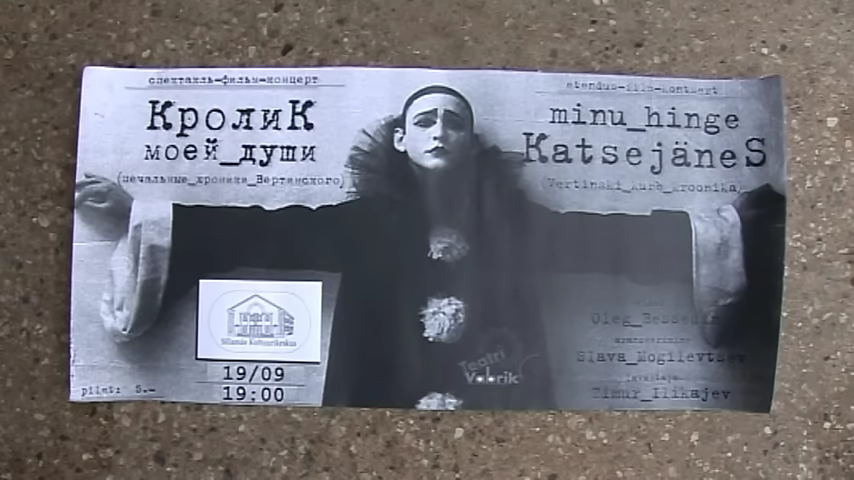 спектакль-фильм-концерт
КролиК
моей_души
(печальные_хроники_Вертинского)
etendus-film-kontsert
minu_hinge
KatsejäneS
(Vertinski_kurb_kroonika)
Sillamäe Kultuurikeskus
19/09
19:00
pilet: 5.-
Teatri
Vabrik
Oleg_Bessedin
Slava_Mogilevtsev
Timur_Ilikajev